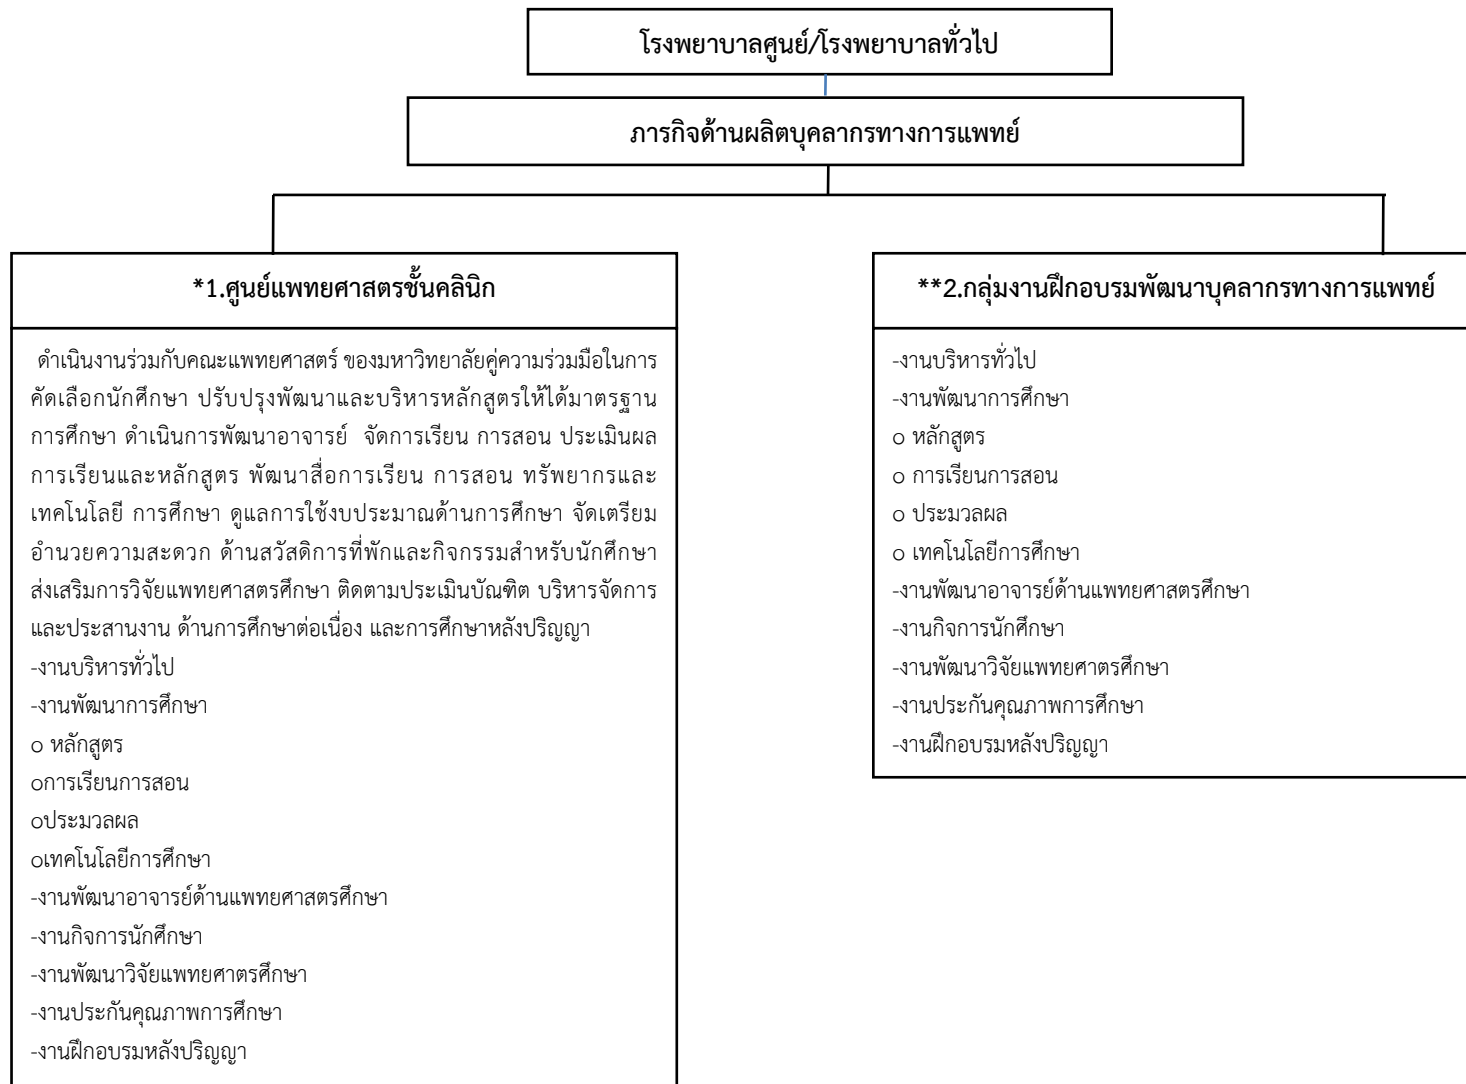 โรงพยาบาลศูนย์/โรงพยาบาลทั่วไป
ภารกิจด้านผลิตบุคลากรทางการแพทย์
*1.ศูนย์แพทยศาสตรชั้นคลินิก
ดำเนินงานร่วมกับคณะแพทยศาสตร์ ของมหาวิทยาลัยคู่ความร่วมมือในการ
คัดเลือกนักศึกษา ปรับปรุงพัฒนาและบริหารหลักสูตรให้ได้มาตรฐาน
การศึกษา ดำเนินการพัฒนาอาจารย์ จัดการเรียน การสอน ประเมินผล
การเรียนและหลักสูตร พัฒนาสื่อการเรียน การสอน ทรัพยากรและ
เทคโนโลยี การศึกษา ดูแลการใช้งบประมาณด้านการศึกษา จัดเตรียม
อำนวยความสะดวก ด้านสวัสดิการที่พักและกิจกรรมสำหรับนักศึกษา
ส่งเสริมการวิจัยแพทยศาสตรศึกษา ติดตามประเมินบัณฑิต บริหารจัดการ
และประสานงาน ด้านการศึกษาต่อเนื่อง และการศึกษาหลังปริญญา
-งานบริหารทั่วไป
-งานพัฒนาการศึกษา
o หลักสูตร
oการเรียนการสอน
oประมวลผล
oเทคโนโลยีการศึกษา
-งานพัฒนาอาจารย์ด้านแพทยศาสตรศึกษา
-งานกิจการนักศึกษา
-งานพัฒนาวิจัยแพทยศาตรศึกษา
-งานประกันคุณภาพการศึกษา
-งานฝึกอบรมหลังปริญญา
**2.กลุ่มงานฝึกอบรมพัฒนาบุคลากรทางการแพทย์
-งานบริหารทั่วไป
-งานพัฒนาการศึกษา
o หลักสูตร
o การเรียนการสอน
o ประมวลผล
o เทคโนโลยีการศึกษา
-งานพัฒนาอาจารย์ด้านแพทยศาสตรศึกษา
-งานกิจการนักศึกษา
-งานพัฒนาวิจัยแพทยศาตรศึกษา
-งานประกันคุณภาพการศึกษา
-งานฝึกอบรมหลังปริญญา